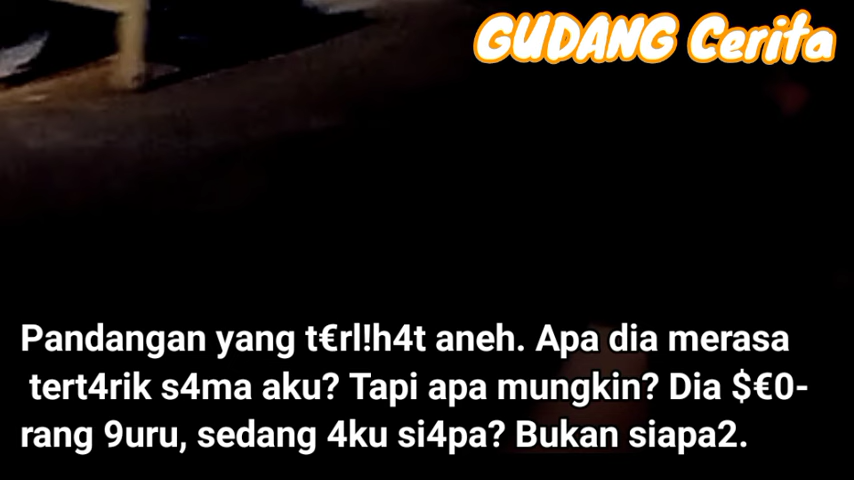 GUDANG Cerita
Pandangan yang t€rl!h4t aneh. Apa dia merasa
tert4rik s4ma aku? Tapi apa mungkin? Dia $€0-
rang 9uru, sedang 4ku si4pa? Bukan siapa2.